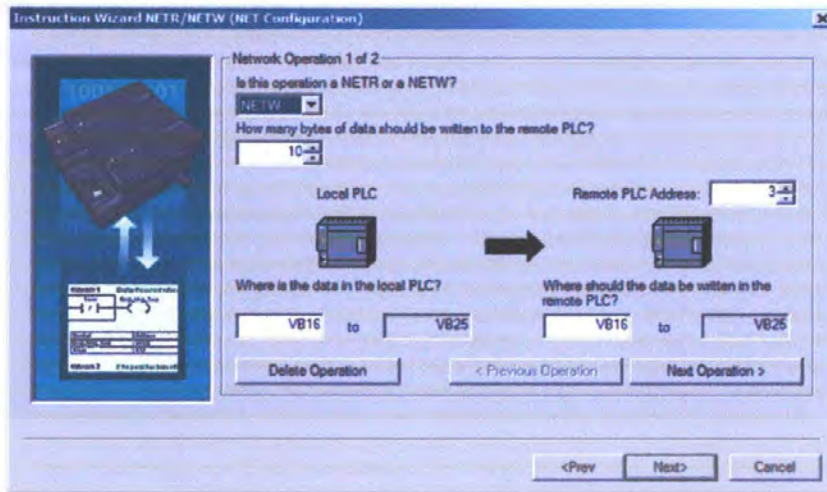 Instruction Wizard NETR/NETW (NET Configuration)
Network Operation 1 of 2
Is this operation a NETR or a NETW?
NETW
How many bytes of data should be written to the remote PLC?
10
Local PLC
Remote PLC Address: 3
Where is the data in the local PLC?
Where should the data be written in the
remote PLC?
VB16 to VB25
VB16 to VB25
Delete Operation
< Previous Operation
Next Operation >
<Prev
Next>
Cancel